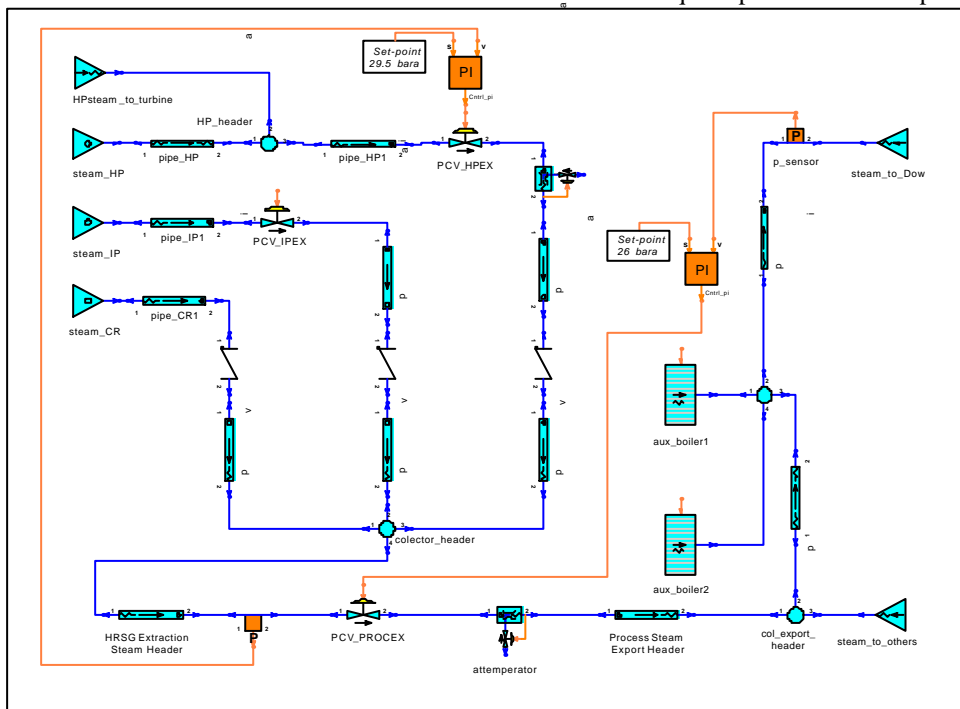 Set-point
29.5 bara
s
v
PI
Cntrl_pi
HPsteam _to_turbine
HP_header
pipe_HP
pipe_HP1
PCV_HPEX
steam_HP
P
p_sensor
steam_to_Dow
pipe_IP1
PCV_IPEX
steam_IP
Set-point
26 bara
s
v
PI
Cntrl_pi
pipe_CR1
steam_CR
aux_boiler1
aux_boiler2
colector_header
HRSG Extraction
Steam Header
P
PCV_PROCEX
attemperator
Process Steam
Export Header
col_export_
header
steam_to_others